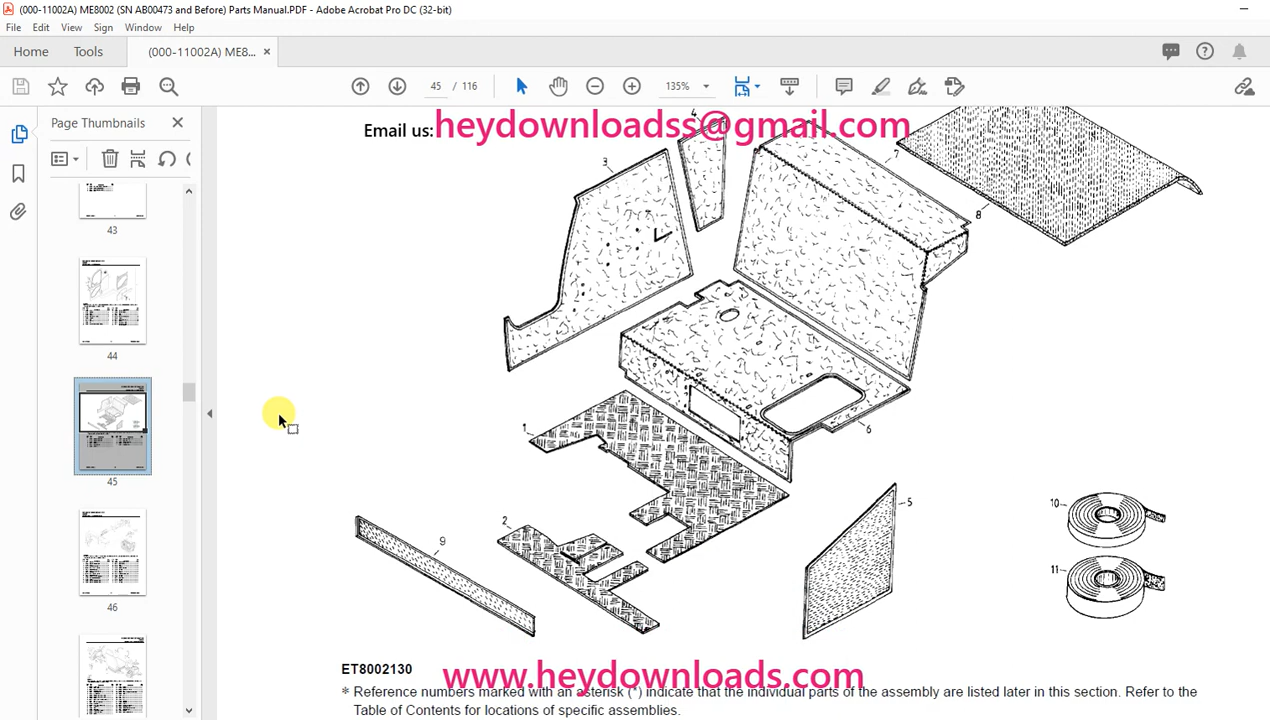 (000-11002A) ME8002 (SN AB00473 and Before) Parts Manual.PDF - Adobe Acrobat Pro DC (32-bit)
File Edit View Sign Window Help
Home Tools (000-11002A) ME8... ×
45 / 116 135%
Page Thumbnails
Email us: heydownloadss@gmail.com
4
3
7
8
43
44
1
6
45
2
9
5
10
11
46
ET8002130
www.heydownloads.com
* Reference numbers marked with an asterisk (*) indicate that the individual parts of the assembly are listed later in this section. Refer to the
Table of Contents for locations of specific assemblies.